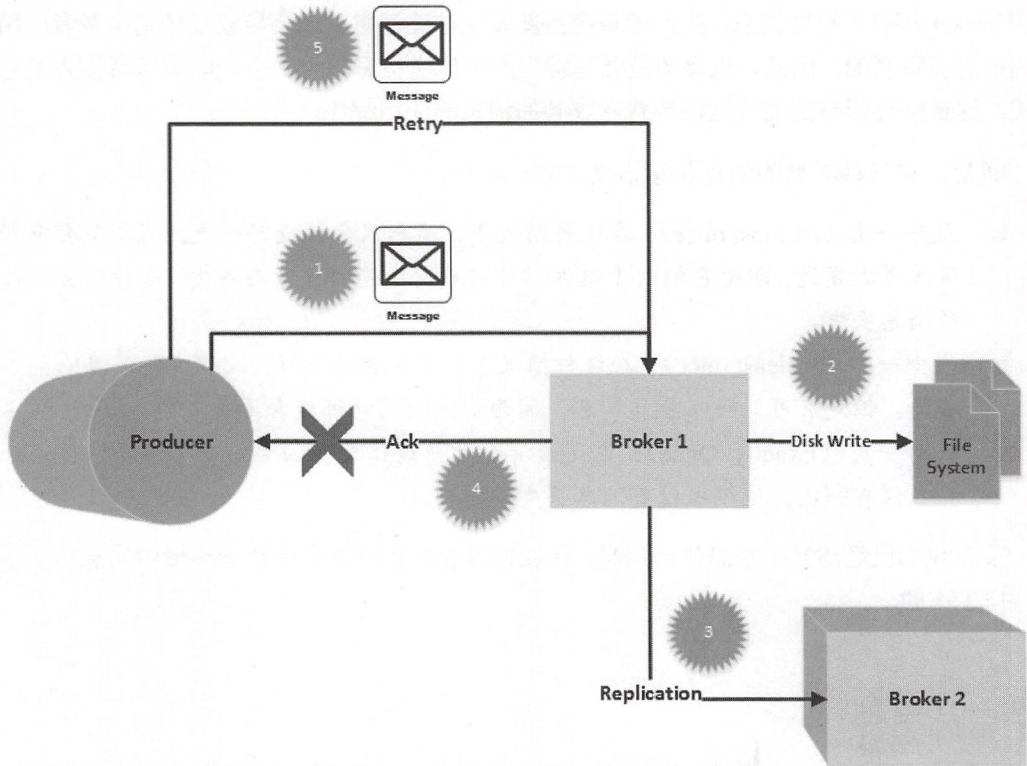 5
Message
Retry
1
Message
2
Producer
Ack
Broker 1
Disk Write
File
System
4
3
Replication
Broker 2